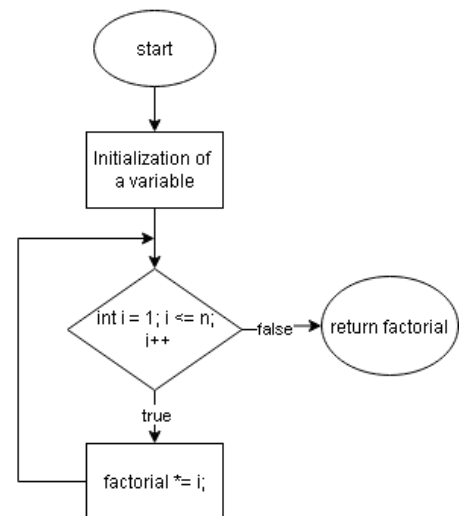 start
Initialization of
a variable
int i = 1; i <= n;
i++
false
return factorial
true
factorial *= i;